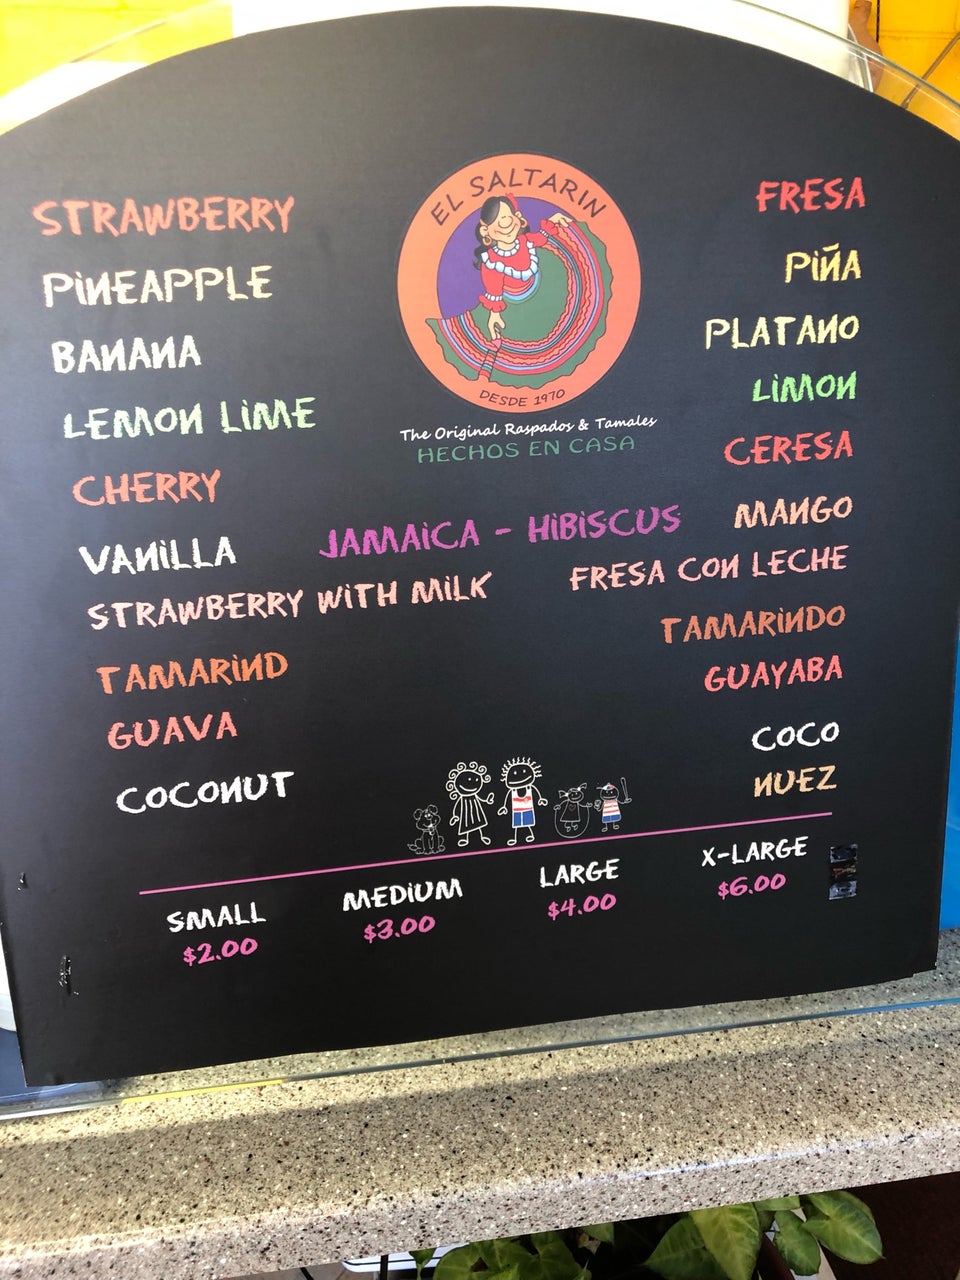 EL SALTARIN
DESDE 1970
The Original Raspados & Tamales
HECHOS EN CASA
STRAWBERRY
PINEAPPLE
BANANA
LEMON LIME
CHERRY
VANILLA
STRAWBERRY WITH MILK
TAMARIND
GUAVA
COCONUT
JAMAICA - HIBISCUS
FRESA
PIÑA
PLATANO
LIMON
CERESA
MANGO
FRESA CON LECHE
TAMARINDO
GUAYABA
COCO
NUEZ
SMALL
$2.00
MEDIUM
$3.00
LARGE
$4.00
X-LARGE
$6.00